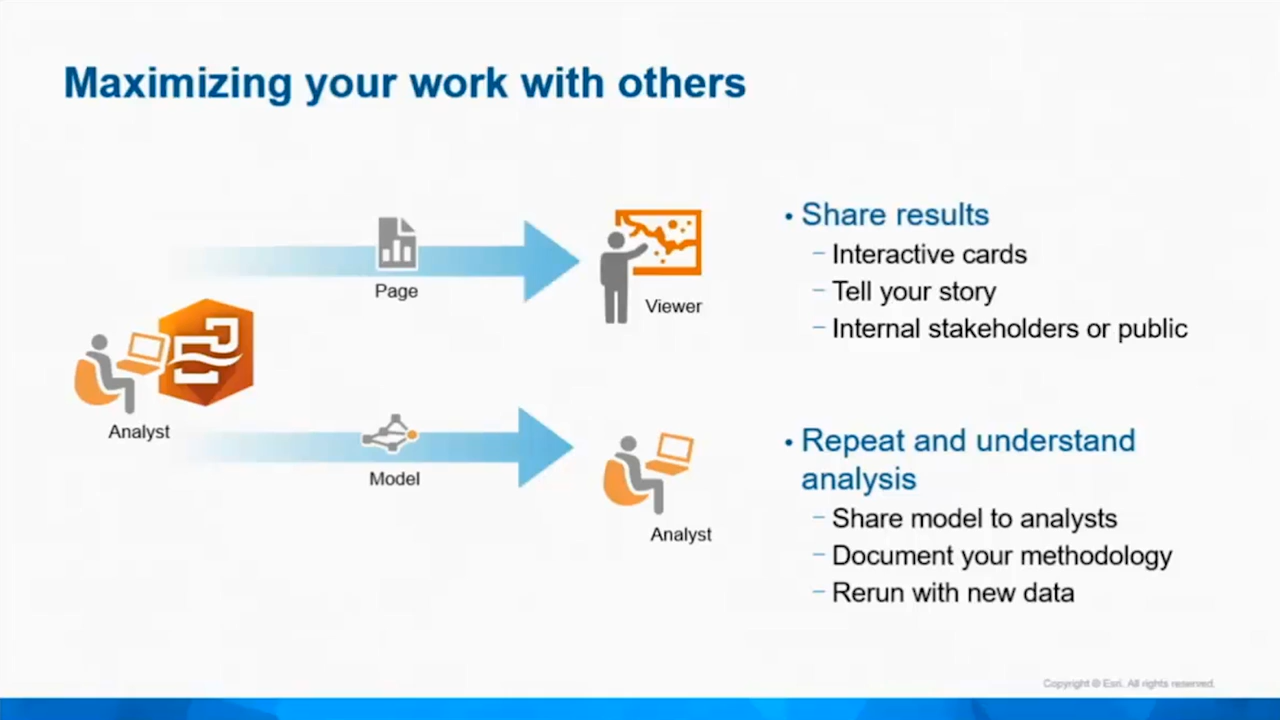 Maximizing your work with others
Page
Viewer
Analyst
Model
Analyst
• Share results
– Interactive cards
– Tell your story
– Internal stakeholders or public
• Repeat and understand
analysis
– Share model to analysts
– Document your methodology
– Rerun with new data
Copyright © Esri. All rights reserved.